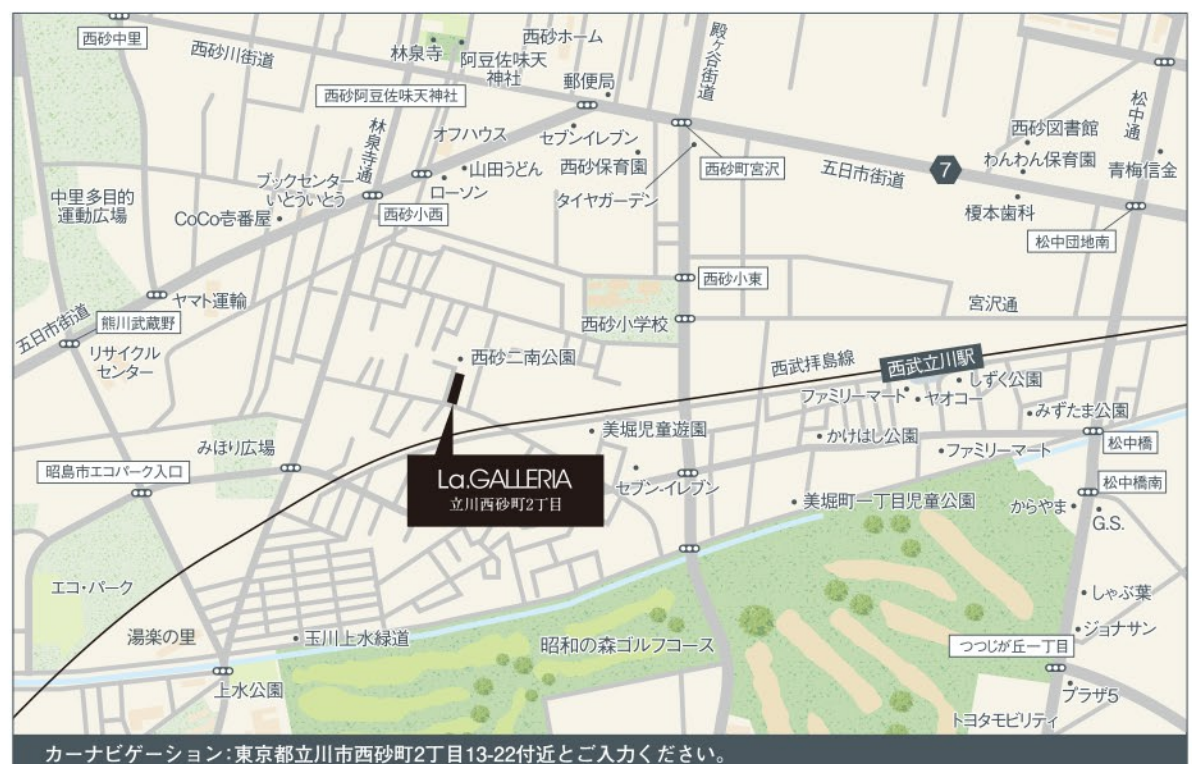 西砂中里
西砂川街道
林泉寺
阿豆佐味天
神社
西砂ホーム
郵便局
殿ヶ谷街道
松中通
西砂阿豆佐味天神社
林泉寺通
オフハウス
セブンイレブン
西砂保育園
タイヤガーデン
西砂町宮沢
五日市街道
7
西砂図書館
わんわん保育園
榎本歯科
青梅信金
松中団地南
中里多目的
運動広場
ブックセンター
いとういとう
CoCo壱番屋
山田うどん
ローソン
西砂小西
西砂小東
宮沢通
ヤマト運輸
五日市街道
熊川武蔵野
リサイクル
センター
西砂小学校
西砂二南公園
西武拝島線
西武立川駅
しずく公園
ファミリーマート
ヤオコー
みずたま公園
みほり広場
美堀児童遊園
かけはし公園
ファミリーマート
松中橋
昭島市エコパーク入口
La.GALLERIA
立川西砂町2丁目
セブン-イレブン
美堀町一丁目児童公園
松中橋南
からやま
G.S.
エコ・パーク
しゃぶ葉
湯楽の里
玉川上水緑道
昭和の森ゴルフコース
ジョナサン
つつじが丘一丁目
上水公園
プラザ5
トヨタモビリティ
カーナビゲーション:東京都立川市西砂町2丁目13-22付近とご入力ください。